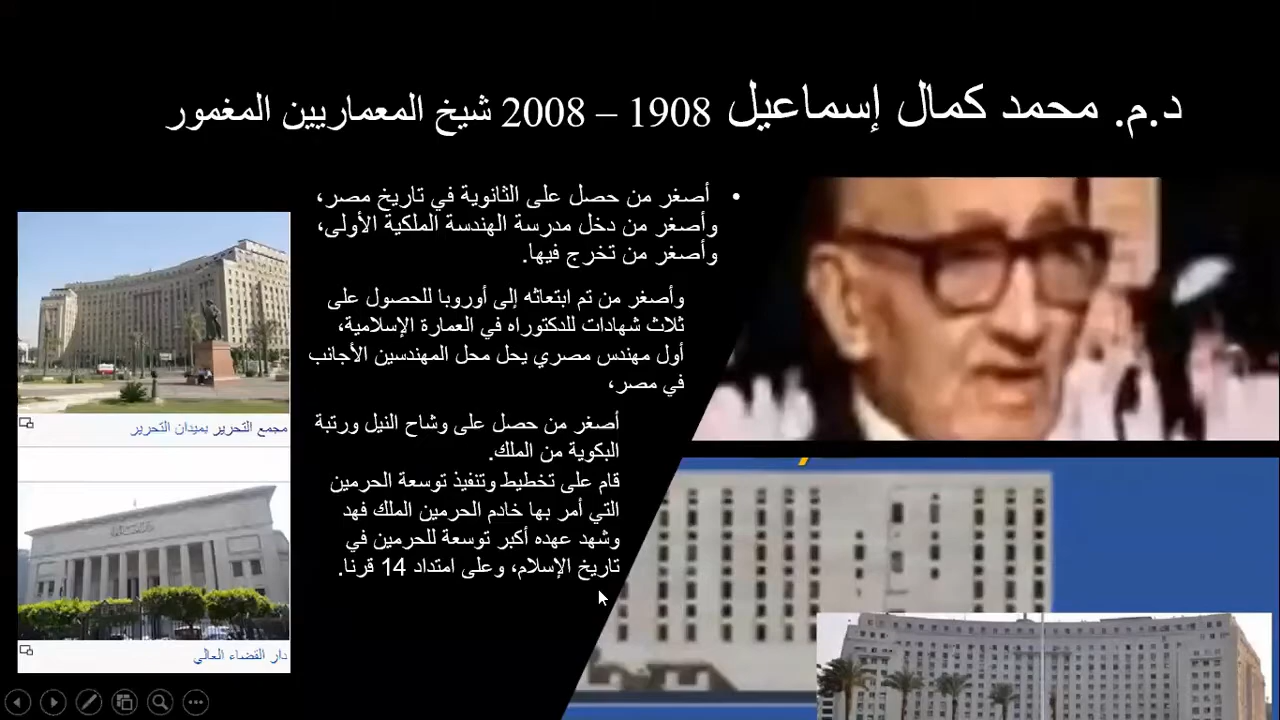 د.م. محمد كمال إسماعيل 1908 – 2008 شيخ المعماريين المغمور
• أصغر من حصل على الثانوية في تاريخ مصر،
وأصغر من دخل مدرسة الهندسة الملكية الأولى،
وأصغر من تخرج فيها.
وأصغر من تم ابتعاثه إلى أوروبا للحصول على
ثلاث شهادات للدكتوراه في العمارة الإسلامية،
أول مهندس مصري يحل محل المهندسين الأجانب
في مصر،
أصغر من حصل على وشاح النيل ورتبة
البكوية من الملك.
قام على تخطيط وتنفيذ توسعة الحرمين
التي أمر بها خادم الحرمين الملك فهد
وشهد عهده أكبر توسعة للحرمين في
تاريخ الإسلام، وعلى امتداد 14 قرنا.
مجمع التحرير بميدان التحرير
دار القضاء العالي